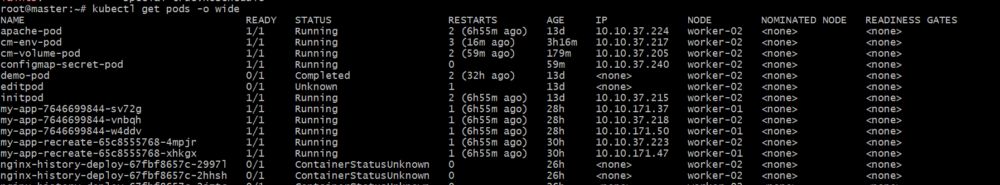 root@master:~# kubectl get pods -o wide
NAME READY STATUS RESTARTS AGE IP NODE NOMINATED NODE READINESS GATES
apache-pod 1/1 Running 2 (6h55m ago) 13d 10.10.37.224 worker-02 <none> <none>
cm-env-pod 1/1 Running 3 (16m ago) 3h16m 10.10.37.217 worker-02 <none> <none>
cm-volume-pod 1/1 Running 2 (59m ago) 179m 10.10.37.205 worker-02 <none> <none>
configmap-secret-pod 1/1 Running 0 59m 10.10.37.240 worker-02 <none> <none>
demo-pod 0/1 Completed 2 (32h ago) 13d <none> worker-02 <none> <none>
editpod 0/1 Unknown 1 13d <none> worker-02 <none> <none>
initpod 1/1 Running 2 (6h55m ago) 13d 10.10.37.215 worker-02 <none> <none>
my-app-7646699844-sv72g 1/1 Running 1 (6h55m ago) 28h 10.10.171.37 worker-01 <none> <none>
my-app-7646699844-vnbqh 1/1 Running 1 (6h55m ago) 28h 10.10.37.218 worker-02 <none> <none>
my-app-7646699844-w4ddv 1/1 Running 1 (6h55m ago) 28h 10.10.171.50 worker-01 <none> <none>
my-app-recreate-65c8555768-4mpjr 1/1 Running 1 (6h55m ago) 30h 10.10.37.223 worker-02 <none> <none>
my-app-recreate-65c8555768-xhkgx 1/1 Running 1 (6h55m ago) 30h 10.10.171.47 worker-01 <none> <none>
nginx-history-deploy-67fbf8657c-2997l 0/1 ContainerStatusUnknown 0 26h <none> worker-02 <none> <none>
nginx-history-deploy-67fbf8657c-2hhsh 0/1 ContainerStatusUnknown 0 26h <none> worker-02 <none> <none>